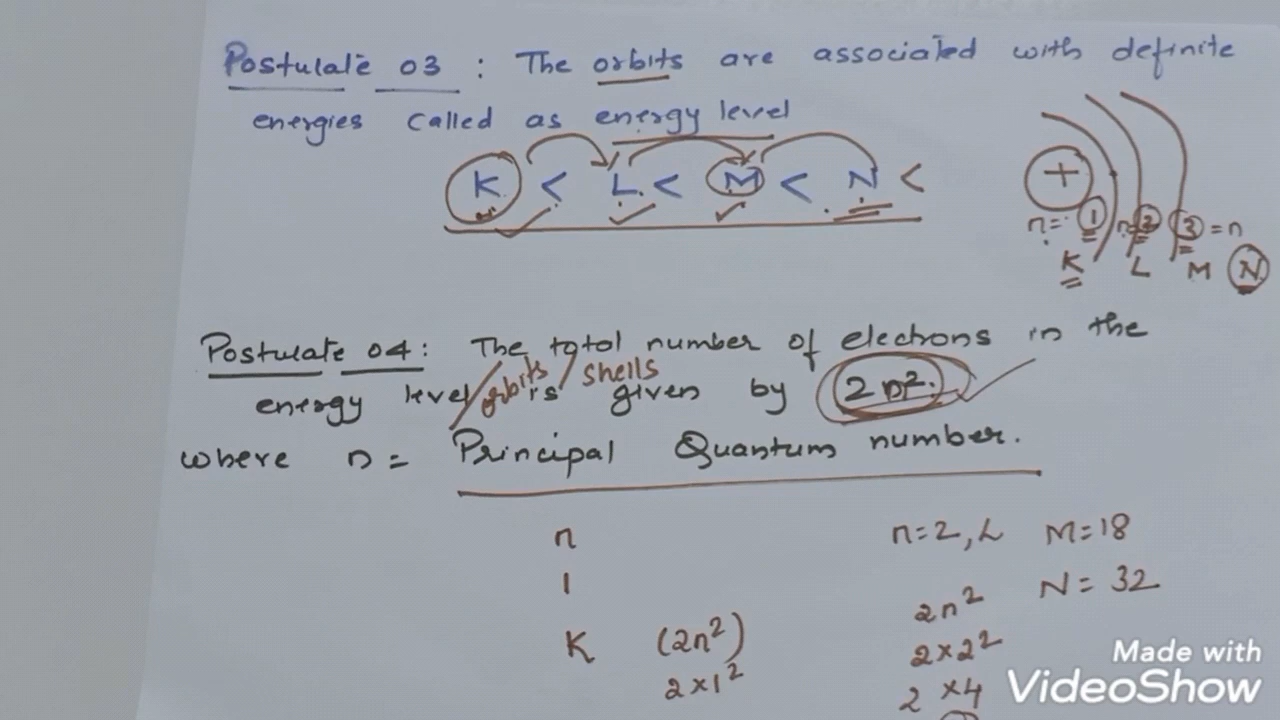 Postulate 03 : The orbits are associated with definite
energies called as energy level
K < L < M < N <
+
n= 1 n=2 3 = n
K L M N
Postulate 04 : The total number of electrons in the
energy level/orbits/shells is given by 2n².
where n = Principal Quantum number.
n
1
K (2n²)
2×1²
n=2, L M=18
N = 32
2n²
2×2²
2×4
Made with
VideoShow